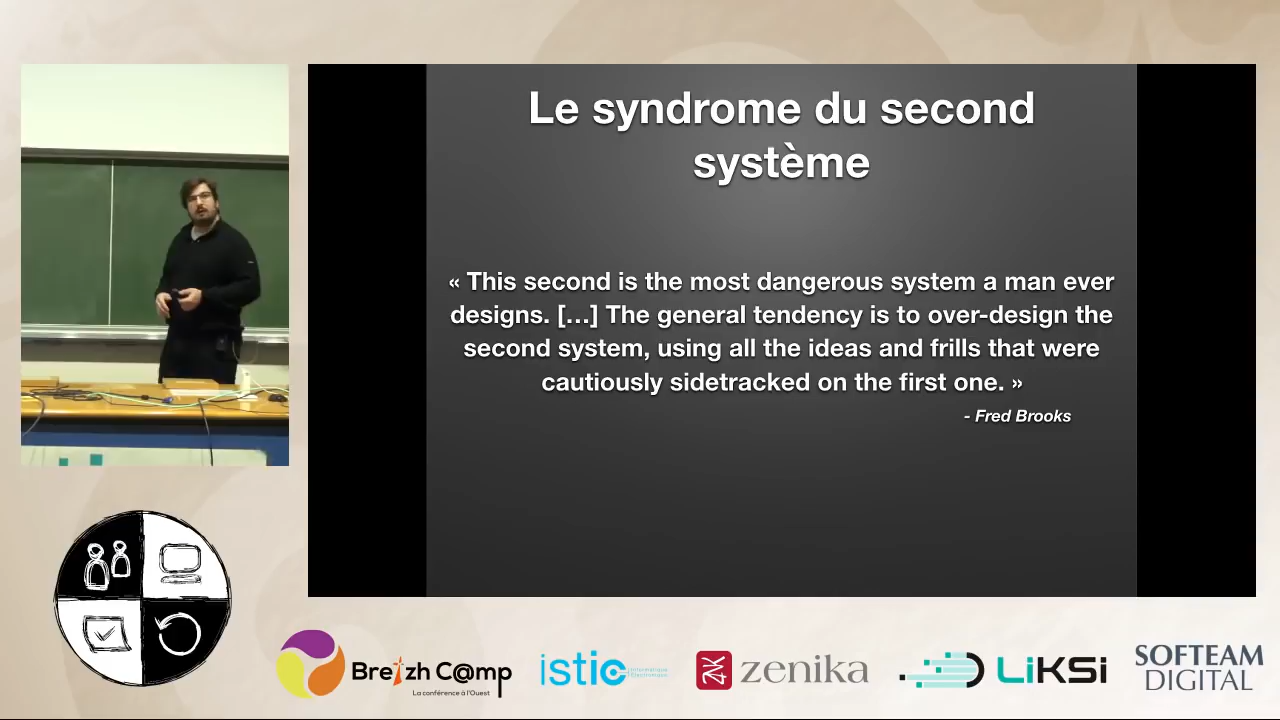 Le syndrome du second
système
« This second is the most dangerous system a man ever
designs. […] The general tendency is to over-design the
second system, using all the ideas and frills that were
cautiously sidetracked on the first one. »
- Fred Brooks
Breizh C@mp
La conférence à l'Ouest
istic
Informatique
Électronique
zenika
LiKSi
SOFTEAM
DIGITAL